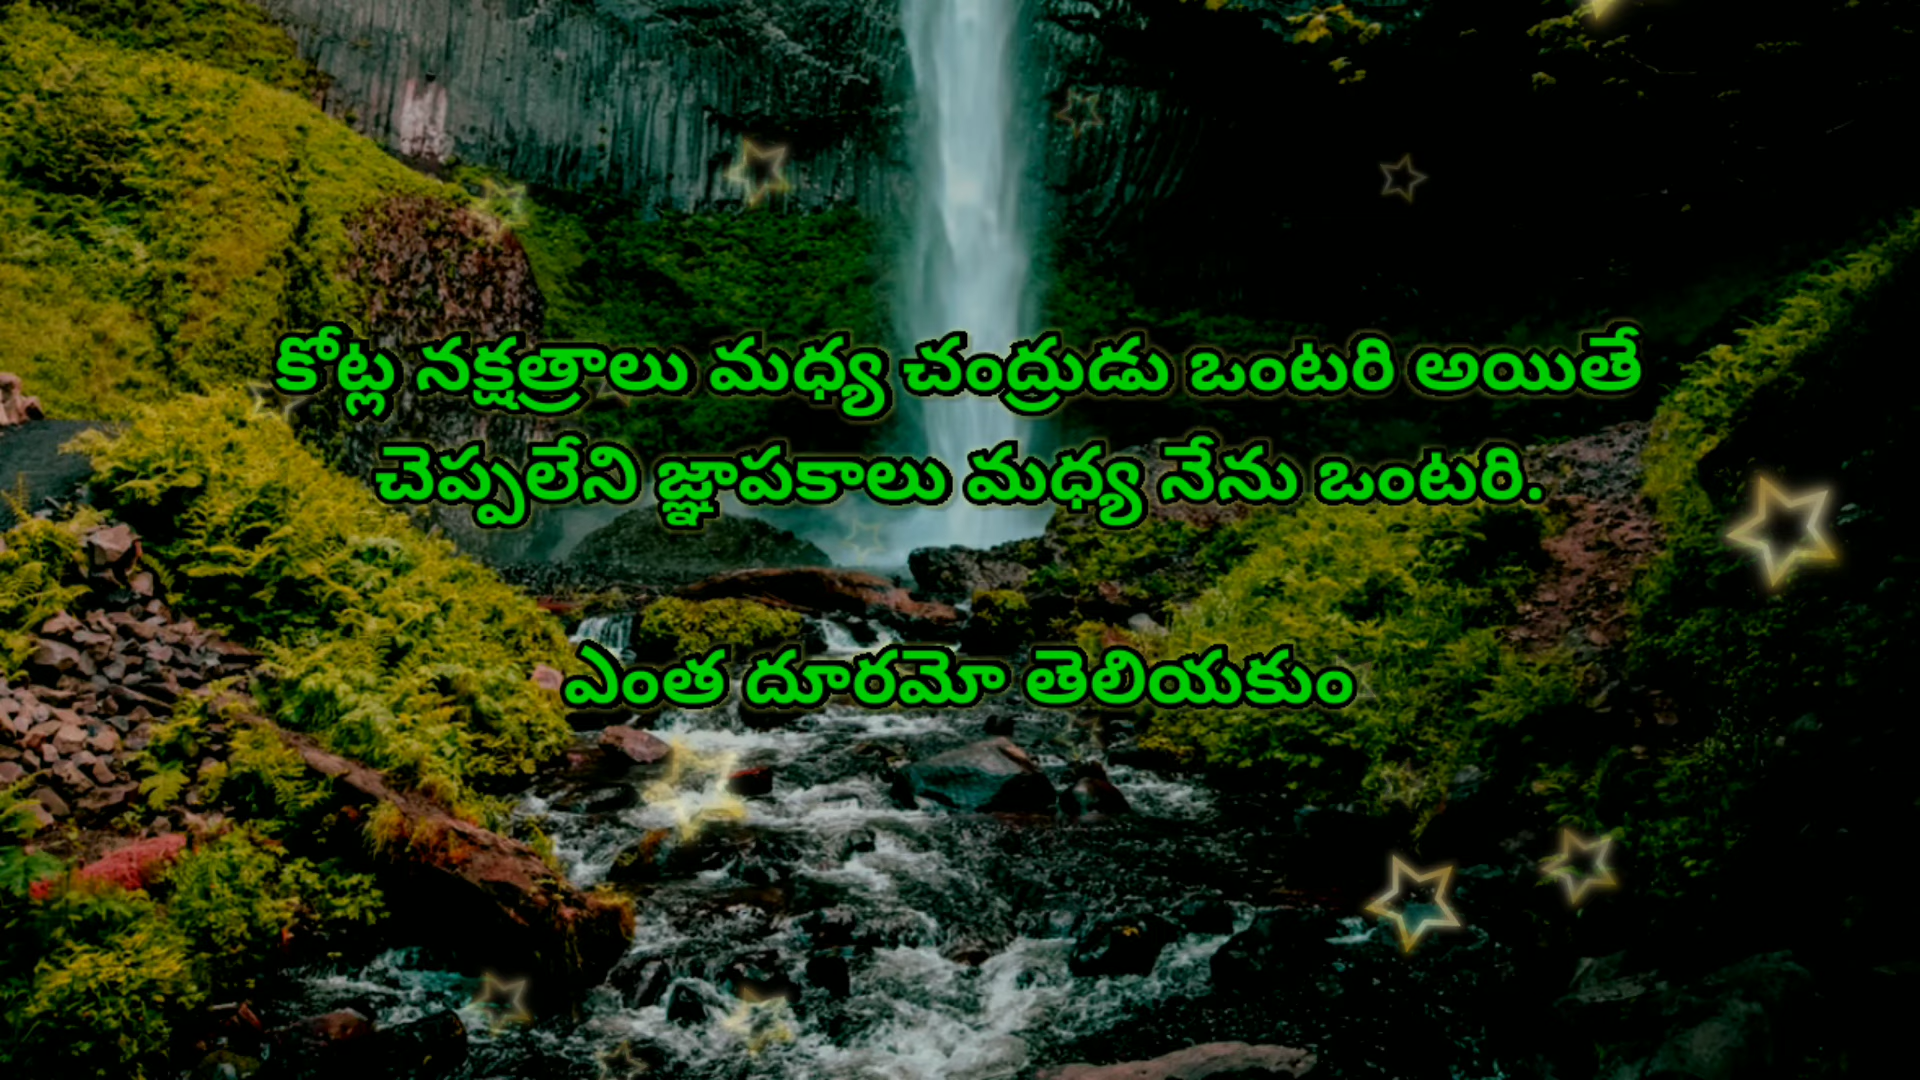 కోట్ల నక్షత్రాలు మధ్య చంద్రుడు ఒంటరి అయితే
చెప్పలేని జ్ఞాపకాలు మధ్య నేను ఒంటరి.
ఎంత దూరమో తెలియకుం